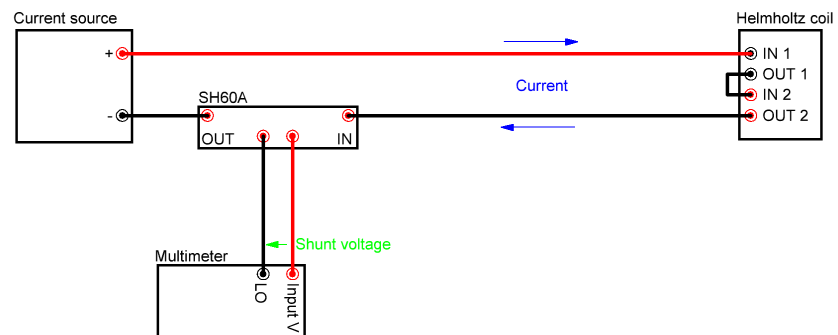 Current source
Helmholtz coil
+
IN 1
OUT 1
Current
IN 2
SH60A
-
OUT 2
OUT
IN
Shunt voltage
Multimeter
LO
Input V